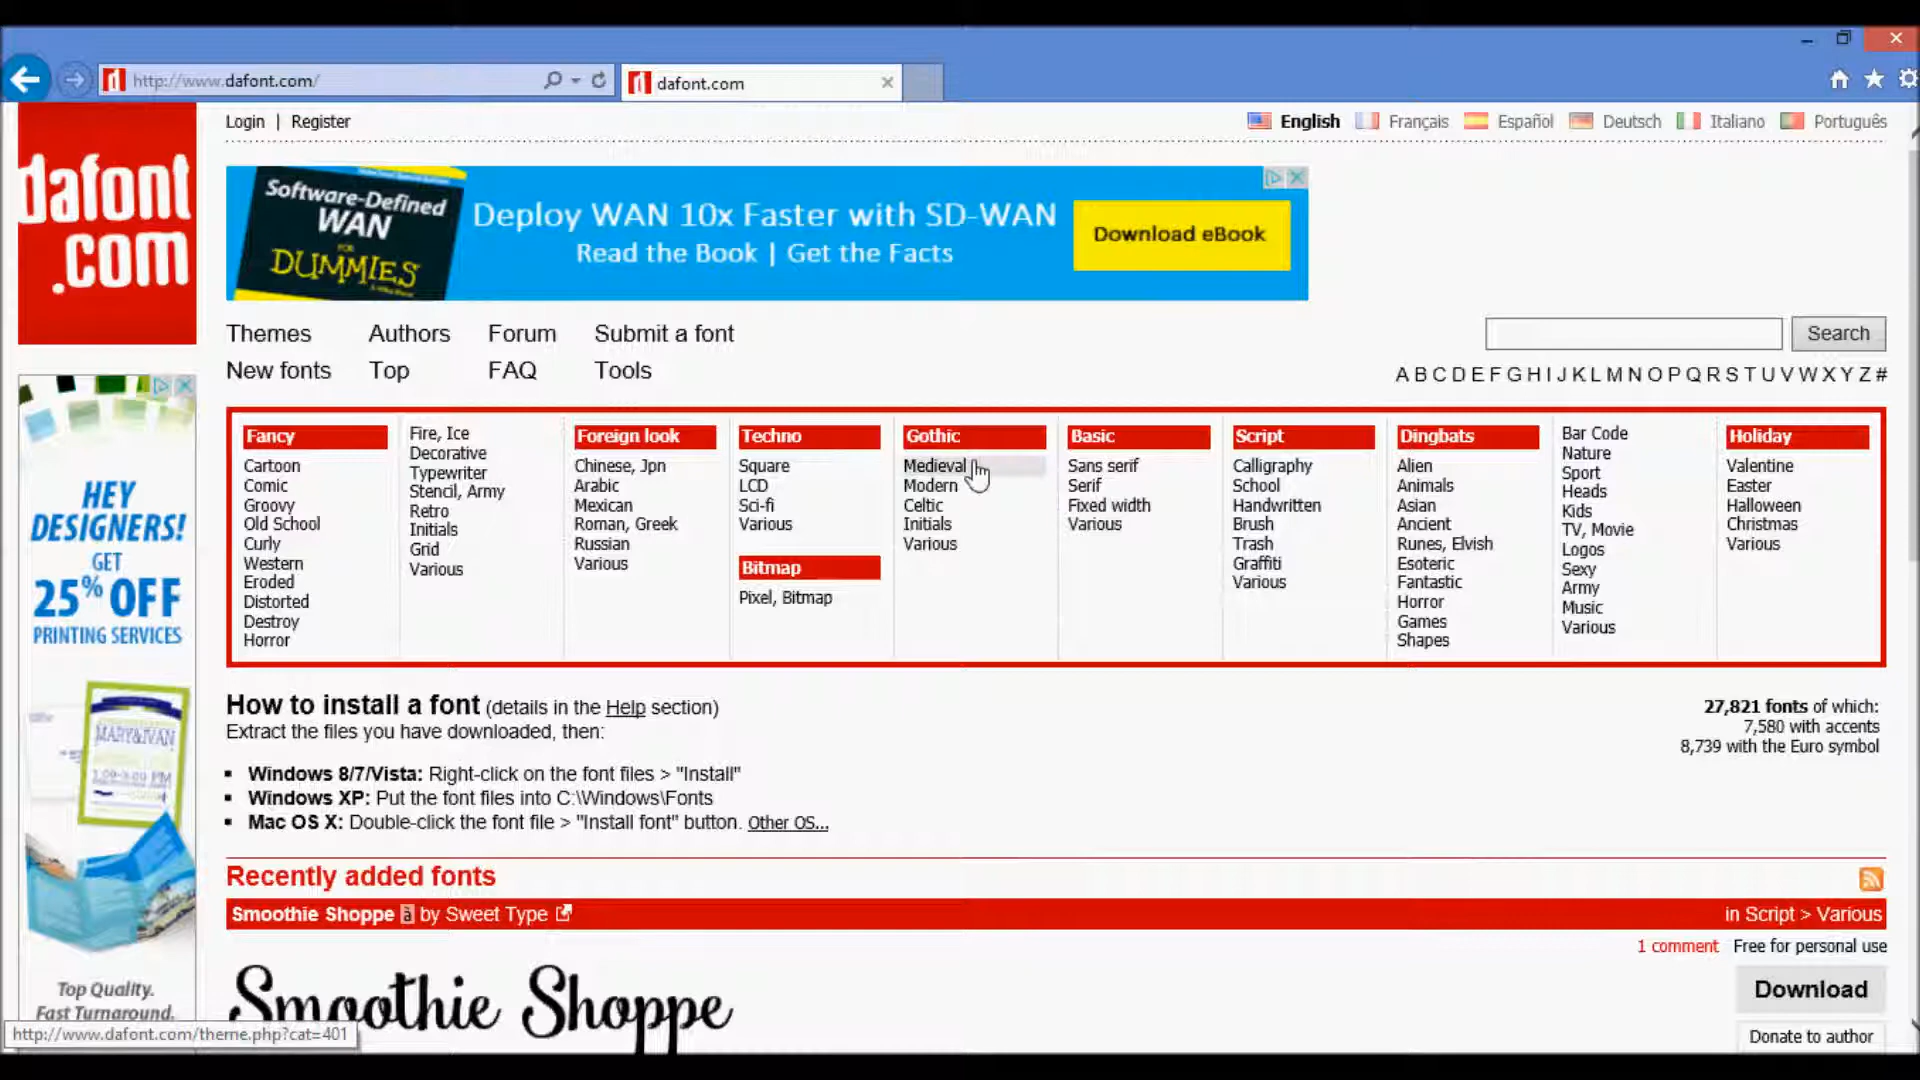 http://www.dafont.com/
dafont.com
dafont
.com
Login | Register
English Français Español Deutsch Italiano Português
Software-Defined
WAN
FOR
DUMMIES
Deploy WAN 10x Faster with SD-WAN
Read the Book | Get the Facts
Download eBook
Themes Authors Forum Submit a font
New fonts Top FAQ Tools
Search
A B C D E F G H I J K L M N O P Q R S T U V W X Y Z #
Fancy
Cartoon
Comic
Groovy
Old School
Curly
Western
Eroded
Distorted
Destroy
Horror
Fire, Ice
Decorative
Typewriter
Stencil, Army
Retro
Initials
Grid
Various
Foreign look
Chinese, Jpn
Arabic
Mexican
Roman, Greek
Russian
Various
Techno
Square
LCD
Sci-fi
Various
Bitmap
Pixel, Bitmap
Gothic
Medieval
Modern
Celtic
Initials
Various
Basic
Sans serif
Serif
Fixed width
Various
Script
Calligraphy
School
Handwritten
Brush
Trash
Graffiti
Various
Dingbats
Alien
Animals
Asian
Ancient
Runes, Elvish
Esoteric
Fantastic
Horror
Games
Shapes
Bar Code
Nature
Sport
Heads
Kids
TV, Movie
Logos
Sexy
Army
Music
Various
Holiday
Valentine
Easter
Halloween
Christmas
Various
HEY
DESIGNERS!
GET
25% OFF
PRINTING SERVICES
MARY&IVAN
Top Quality.
Fast Turnaround.
How to install a font (details in the Help section)
Extract the files you have downloaded, then:
Windows 8/7/Vista: Right-click on the font files > "Install"
Windows XP: Put the font files into C:\Windows\Fonts
Mac OS X: Double-click the font file > "Install font" button. Other OS...
27,821 fonts of which:
7,580 with accents
8,739 with the Euro symbol
Recently added fonts
Smoothie Shoppe à by Sweet Type
in Script > Various
1 comment Free for personal use
Smoothie Shoppe
Download
Donate to author
http://www.dafont.com/theme.php?cat=401